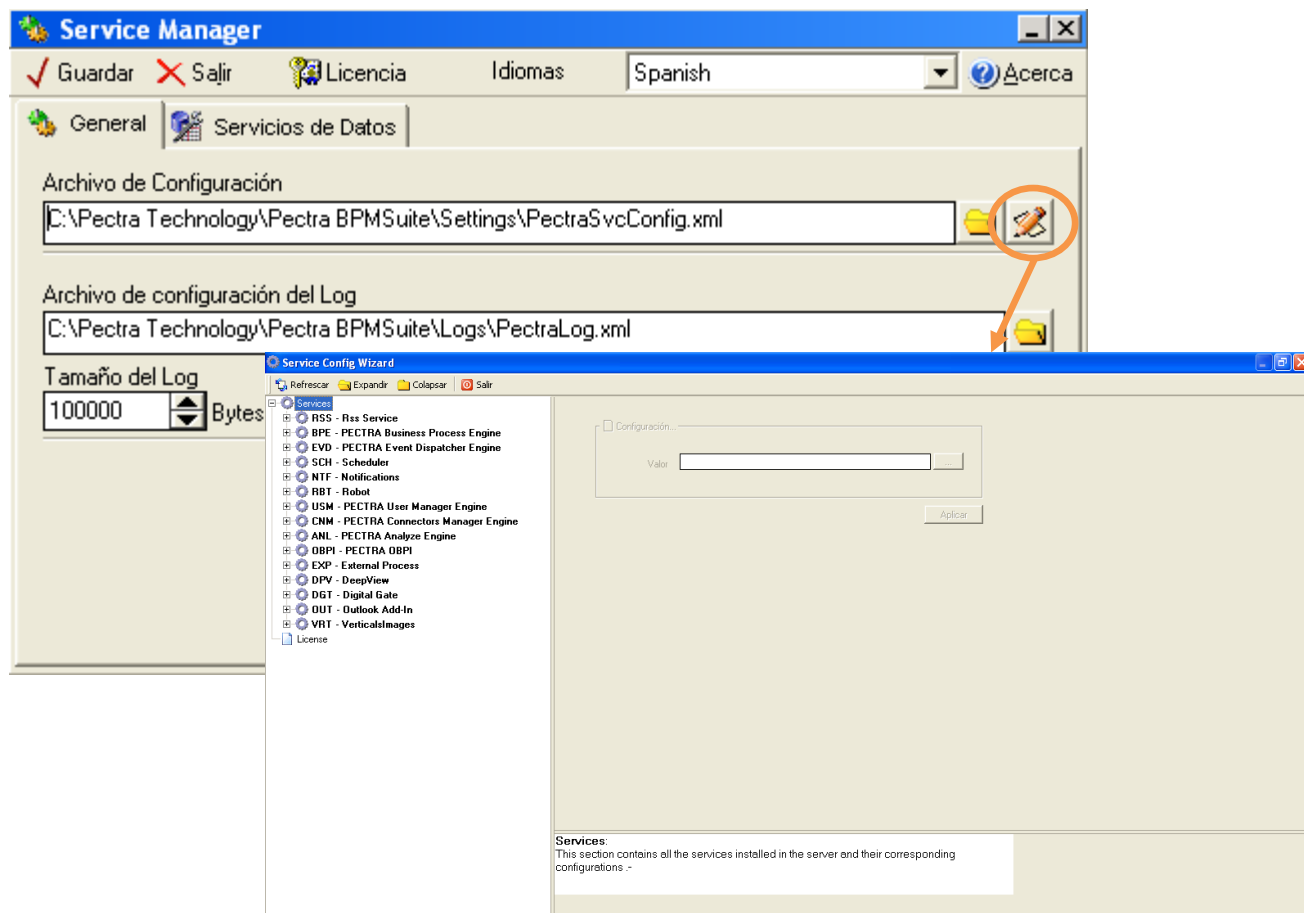 Service Manager
Guardar Salir Licencia Idiomas Spanish Acerca
General Servicios de Datos
Archivo de Configuración
C:\Pectra Technology\Pectra BPMSuite\Settings\PectraSvcConfig.xml
Archivo de configuración del Log
C:\Pectra Technology\Pectra BPMSuite\Logs\PectraLog.xml
Tamaño del Log
100000 Bytes
Service Config Wizard
Refrescar Expandir Colapsar Salir
Services
RSS - Rss Service
BPE - PECTRA Business Process Engine
EVD - PECTRA Event Dispatcher Engine
SCH - Scheduler
NTF - Notifications
RBT - Robot
USM - PECTRA User Manager Engine
CNM - PECTRA Connectors Manager Engine
ANL - PECTRA Analyze Engine
OBPI - PECTRA OBPI
EXP - External Process
DPV - DeepView
DGT - Digital Gate
OUT - Outlook Add-In
VRT - VerticalsImages
License
Configuración...
Valor ...
Aplicar
Services:
This section contains all the services installed in the server and their corresponding
configurations .-